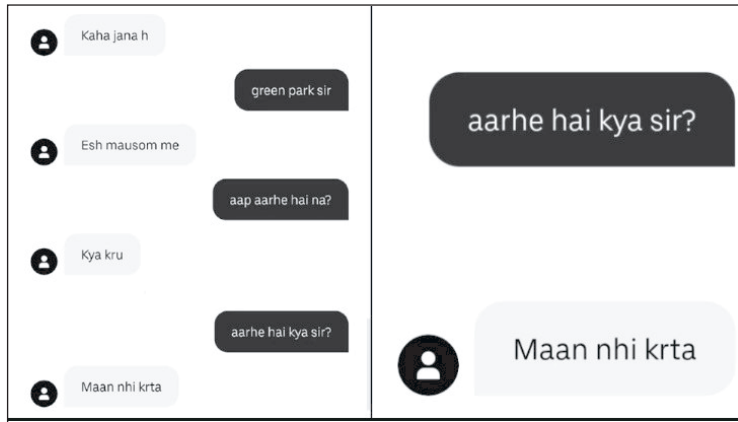 Kaha jana h
green park sir
Esh mausom me
aap aarhe hai na?
Kya kru
aarhe hai kya sir?
Maan nhi krta
aarhe hai kya sir?
Maan nhi krta